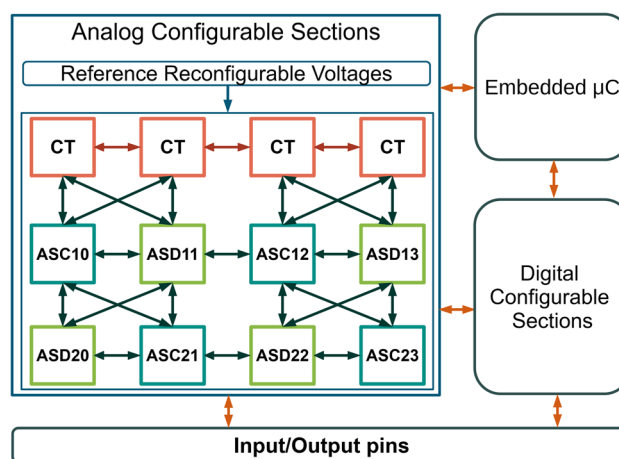 Analog Configurable Sections
Reference Reconfigurable Voltages
CT CT CT CT
ASC10 ASD11 ASC12 ASD13
ASD20 ASC21 ASD22 ASC23
Embedded µC
Digital
Configurable
Sections
Input/Output pins